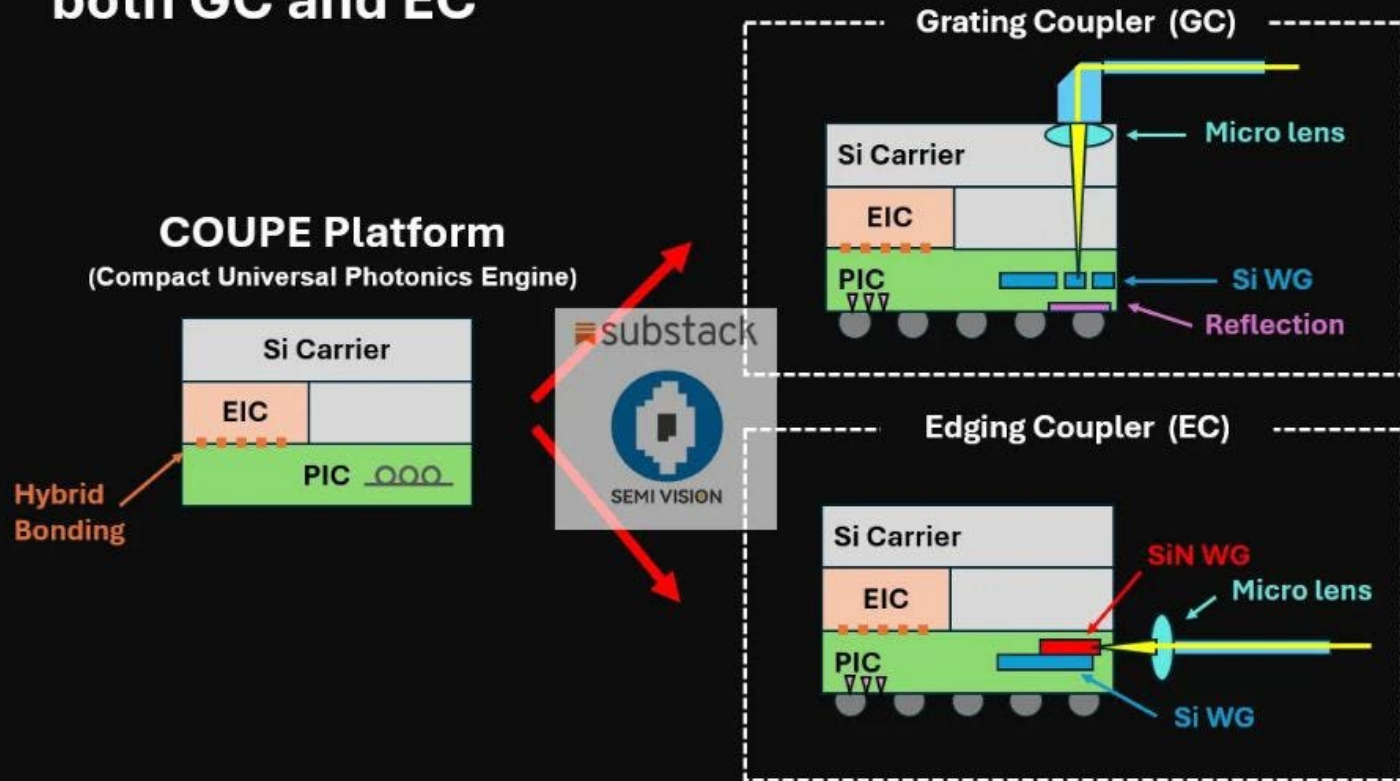 both GC and EC
COUPE Platform
(Compact Universal Photonics Engine)
Si Carrier
EIC
PIC
Hybrid
Bonding
substack
SEMI VISION
Grating Coupler (GC)
Micro lens
Si Carrier
EIC
PIC
Si WG
Reflection
Edging Coupler (EC)
Si Carrier
SiN WG
Micro lens
EIC
PIC
Si WG